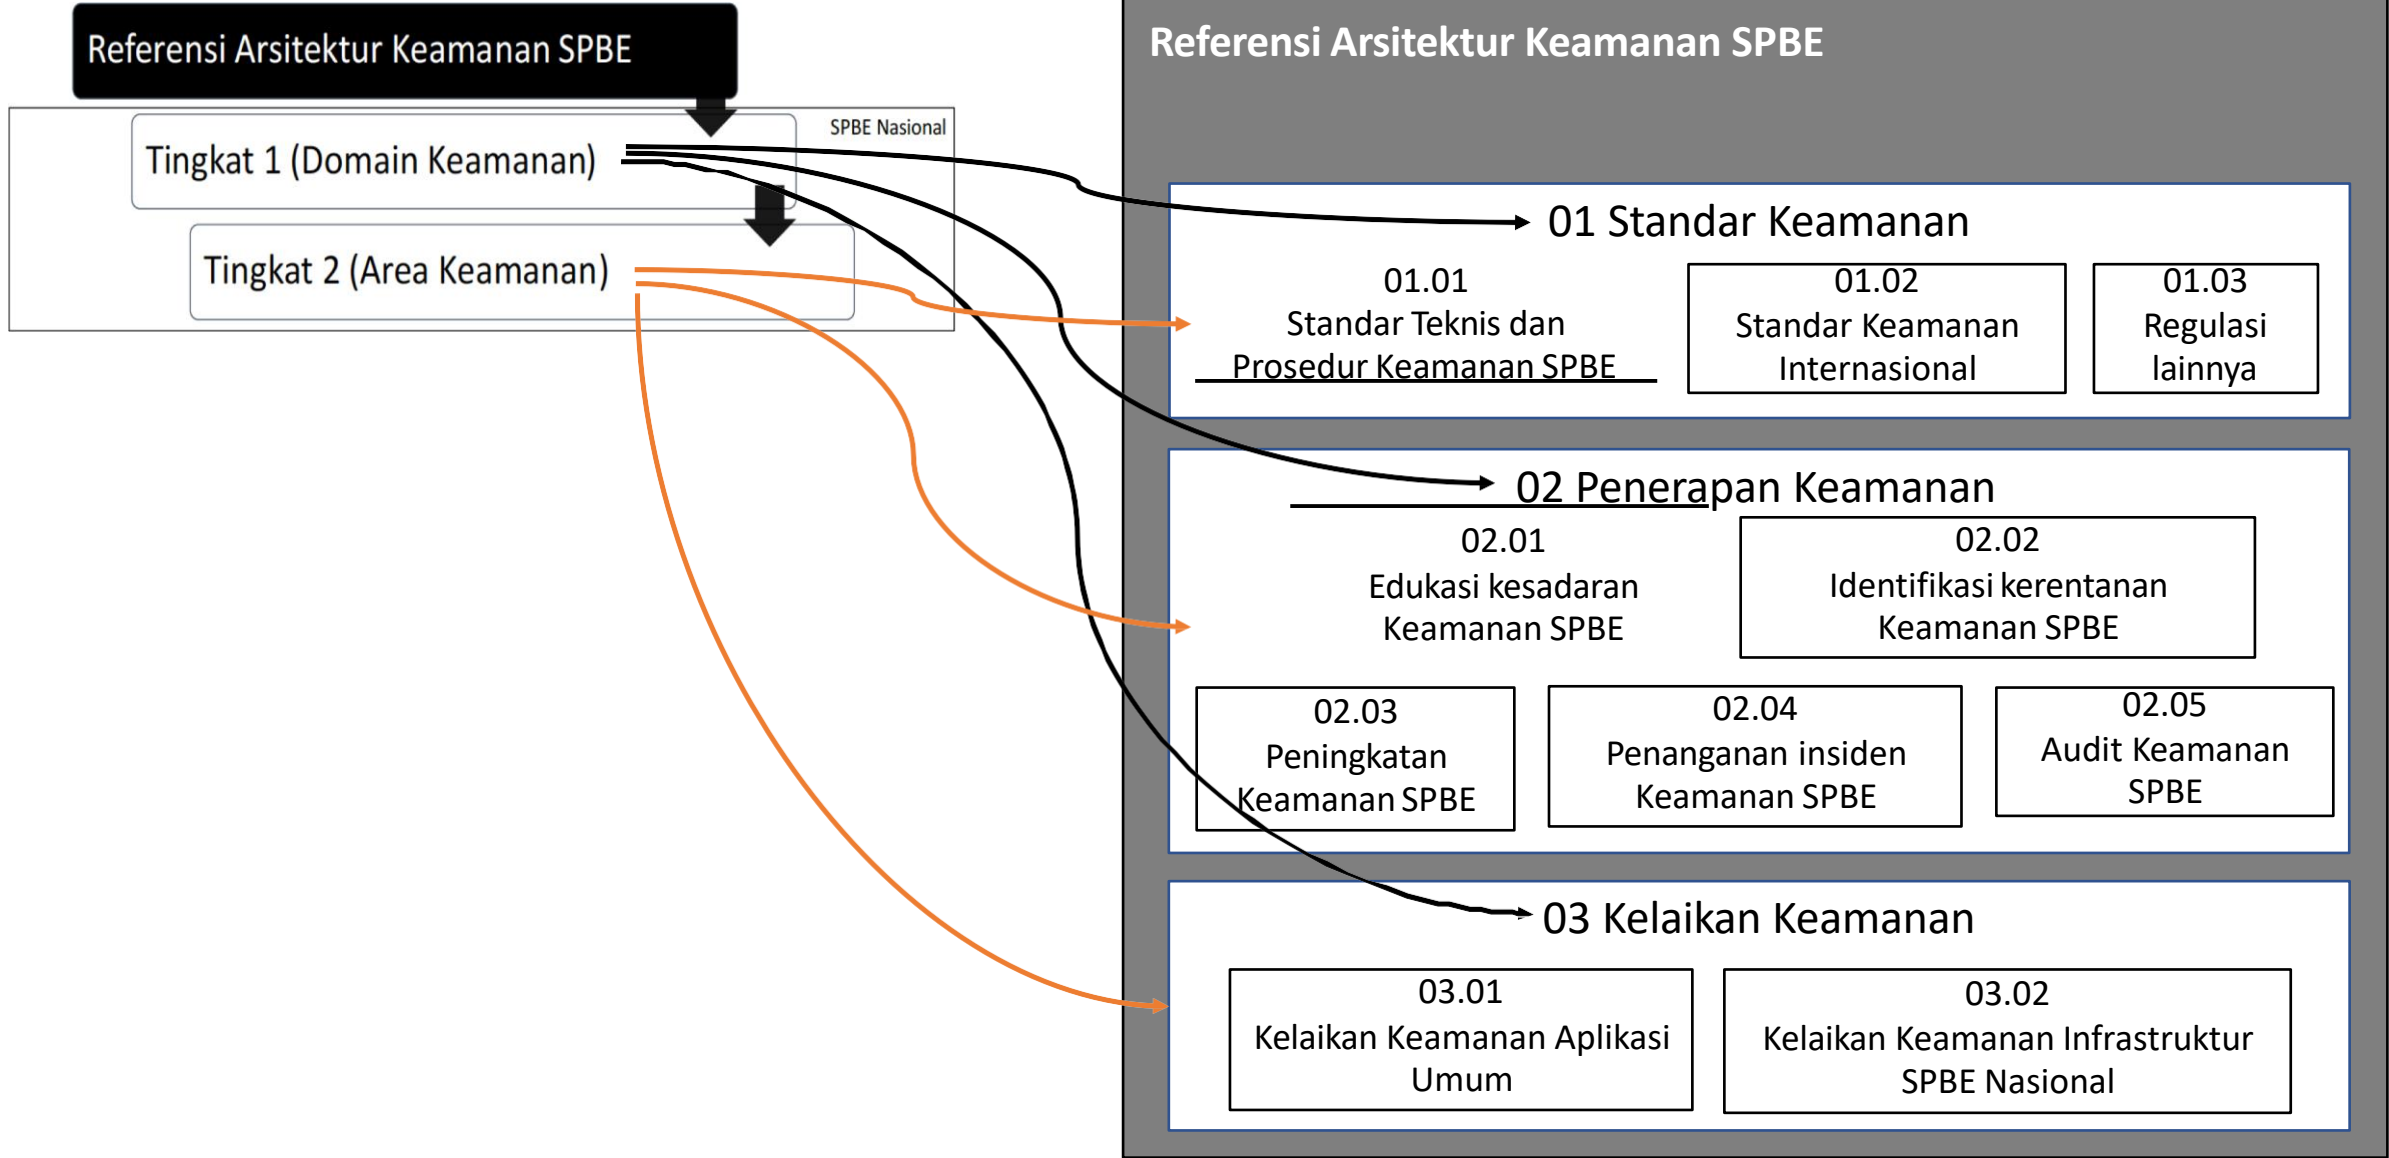 Referensi Arsitektur Keamanan SPBE
SPBE Nasional
Tingkat 1 (Domain Keamanan)
Tingkat 2 (Area Keamanan)
Referensi Arsitektur Keamanan SPBE
01 Standar Keamanan
01.01
Standar Teknis dan
Prosedur Keamanan SPBE
01.02
Standar Keamanan
Internasional
01.03
Regulasi
lainnya
02 Penerapan Keamanan
02.01
Edukasi kesadaran
Keamanan SPBE
02.02
Identifikasi kerentanan
Keamanan SPBE
02.03
Peningkatan
Keamanan SPBE
02.04
Penanganan insiden
Keamanan SPBE
02.05
Audit Keamanan
SPBE
03 Kelaikan Keamanan
03.01
Kelaikan Keamanan Aplikasi
Umum
03.02
Kelaikan Keamanan Infrastruktur
SPBE Nasional